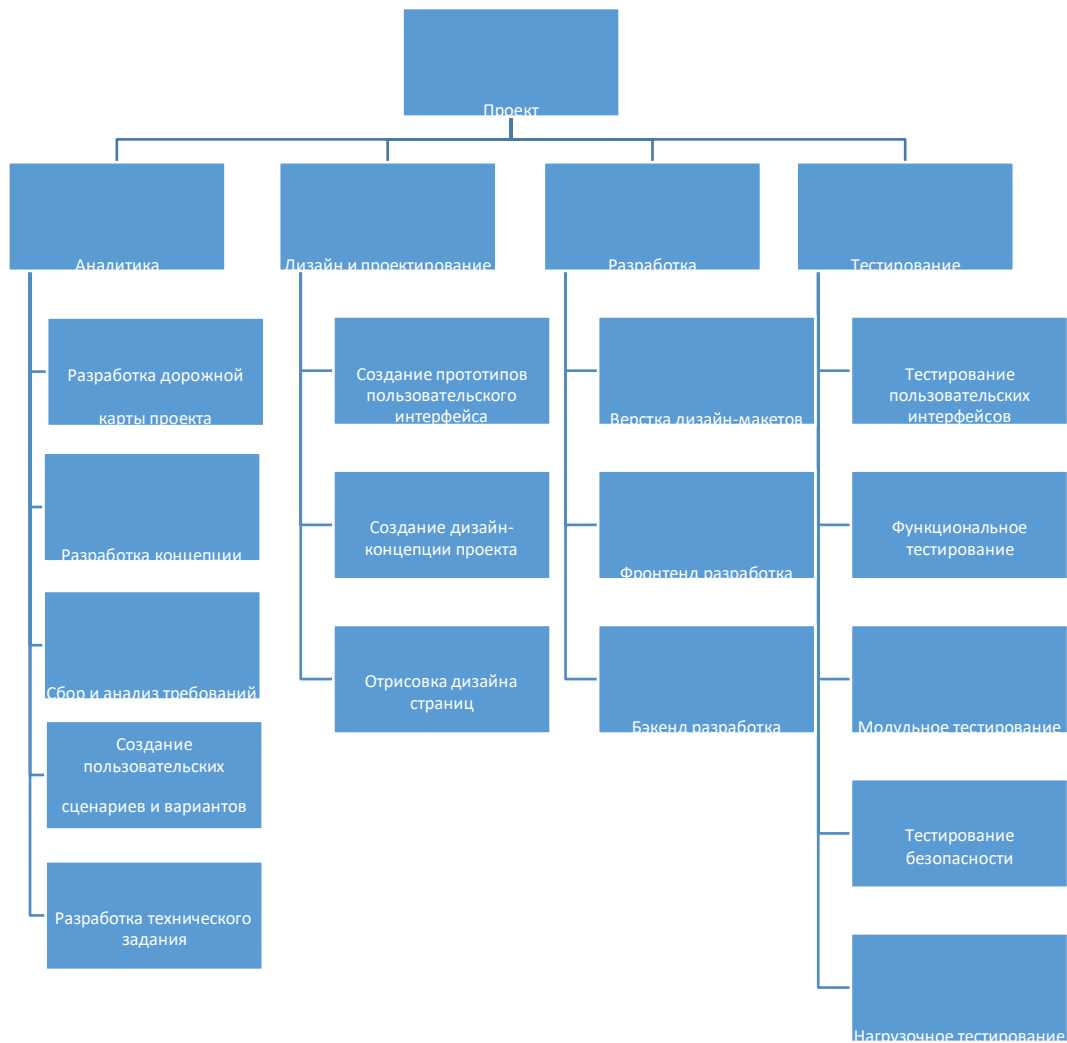 Проект
Аналитика
Разработка дорожной
карты проекта
Разработка концепции
Сбор и анализ требований
Создание
пользовательских
сценариев и вариантов
Разработка технического
задания
Дизайн и проектирование
Создание прототипов
пользовательского
интерфейса
Создание дизайн-
концепции проекта
Отрисовка дизайна
страниц
Разработка
Верстка дизайн-макетов
Фронтенд разработка
Бэкенд разработка
Тестирование
Тестирование
пользовательских
интерфейсов
Функциональное
тестирование
Модульное тестирование
Тестирование
безопасности
Нагрузочное тестирование